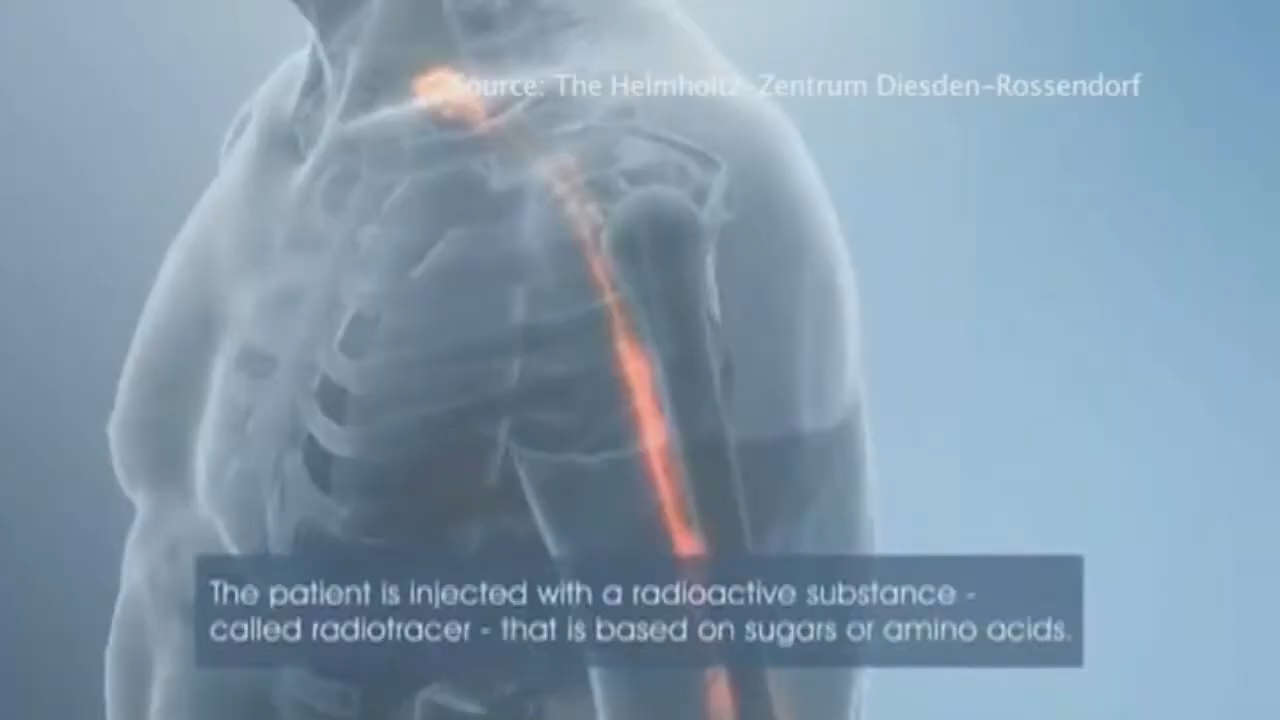 Source: The Helmholtz-Zentrum Diesden-Rossendorf
The patient is injected with a radioactive substance -
called radiotracer - that is based on sugars or amino acids.